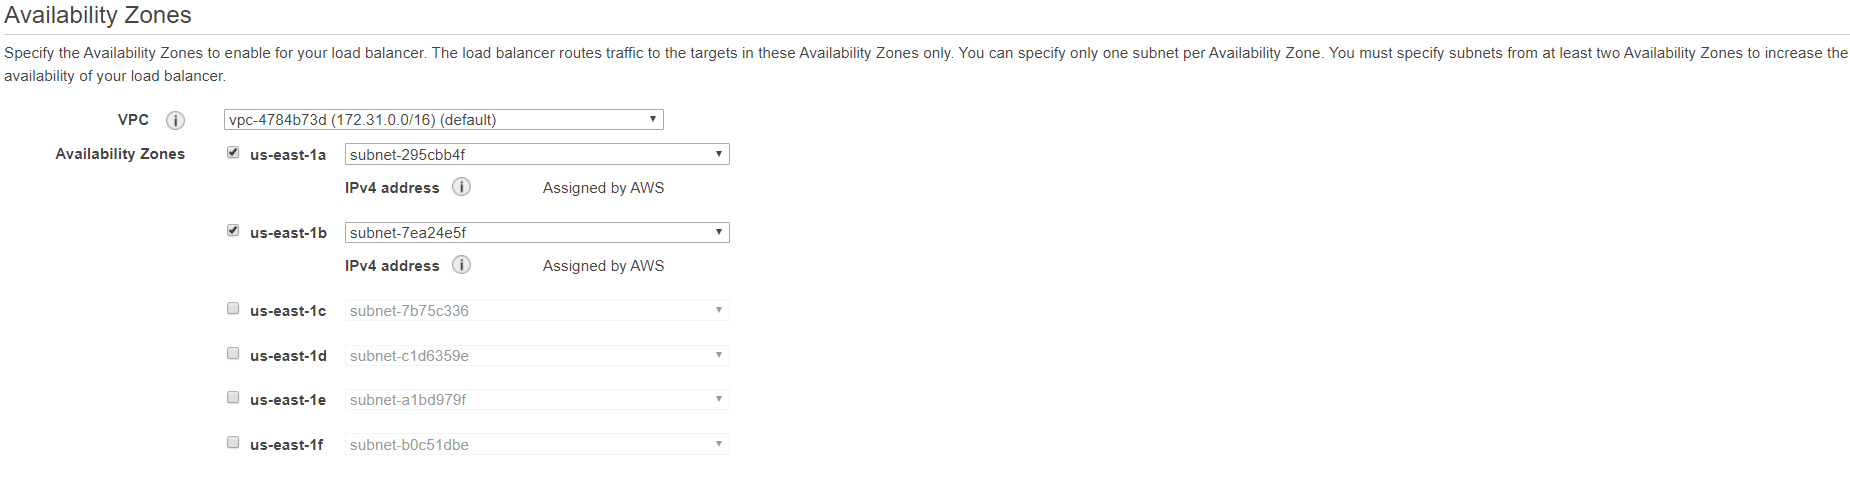 Availability Zones
Specify the Availability Zones to enable for your load balancer. The load balancer routes traffic to the targets in these Availability Zones only. You can specify only one subnet per Availability Zone. You must specify subnets from at least two Availability Zones to increase the
availability of your load balancer.
VPC i vpc-4784b73d (172.31.0.0/16) (default)
Availability Zones us-east-1a subnet-295cbb4f
IPv4 address i Assigned by AWS
us-east-1b subnet-7ea24e5f
IPv4 address i Assigned by AWS
us-east-1c subnet-7b75c336
us-east-1d subnet-c1d6359e
us-east-1e subnet-a1bd979f
us-east-1f subnet-b0c51dbe